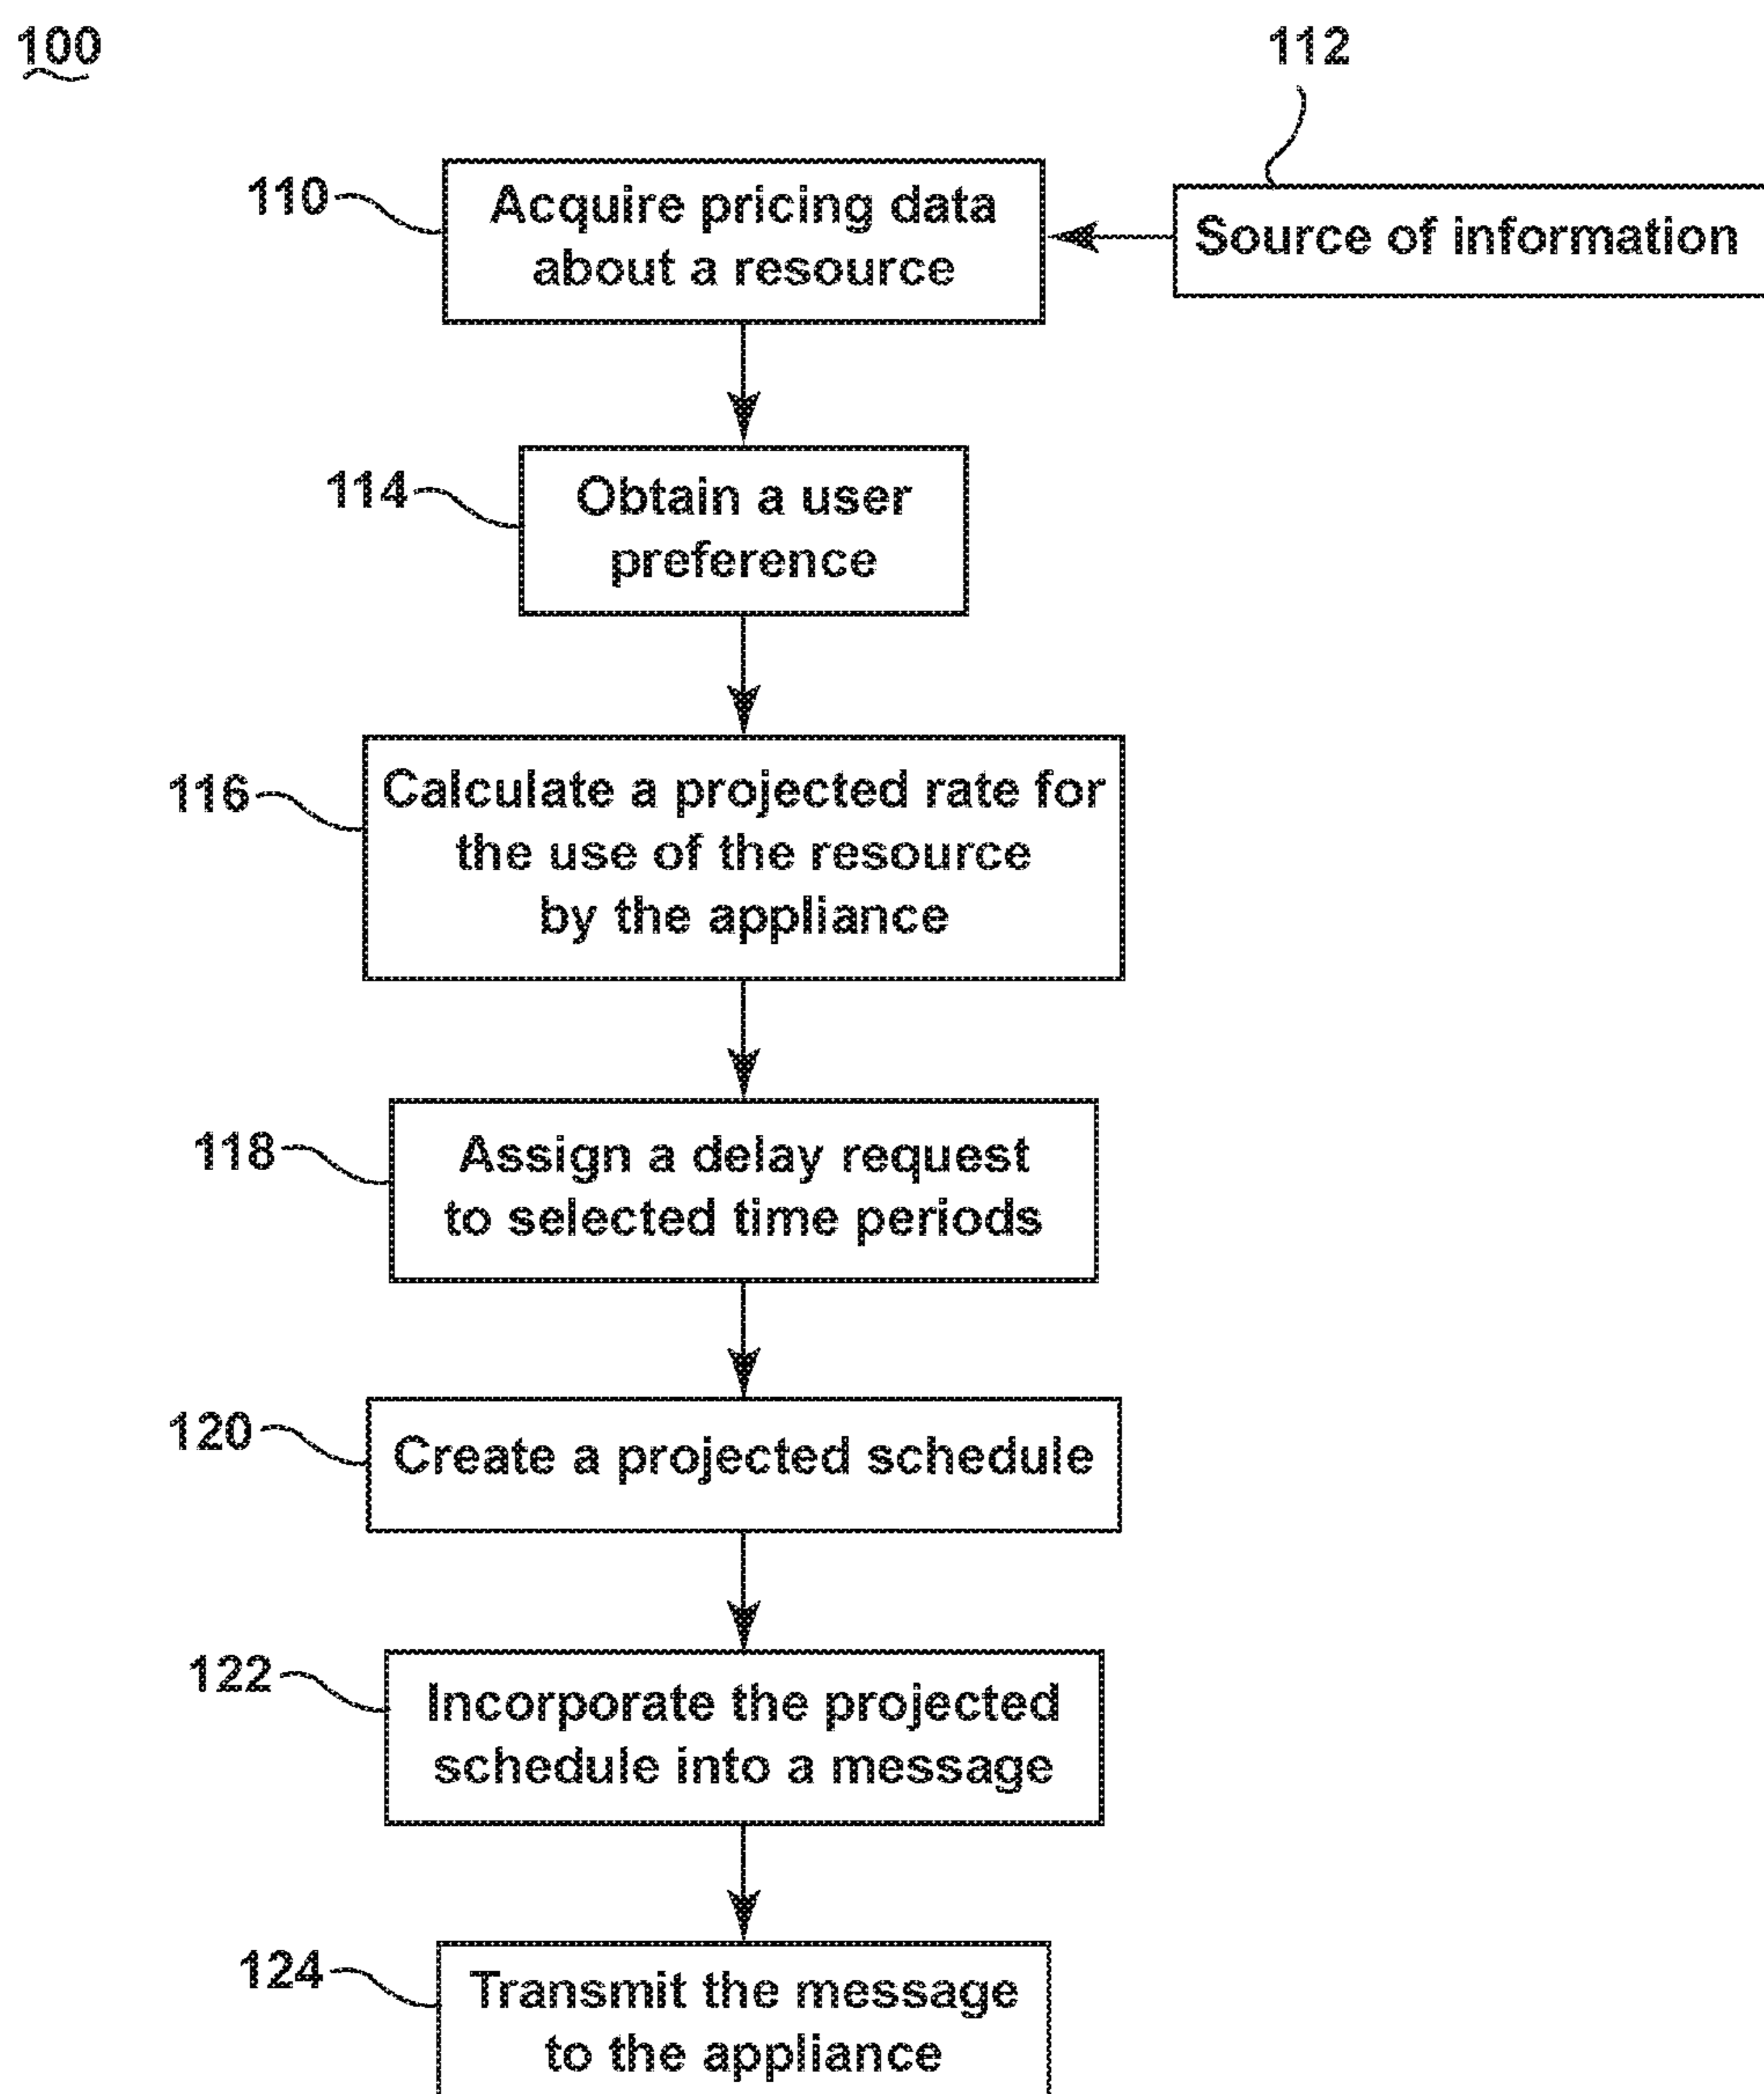 100
112
110
Acquire pricing data
about a resource
Source of information
114
Obtain a user
preference
116
Calculate a projected rate for
the use of the resource
by the appliance
118
Assign a delay request
to selected time periods
120
Create a projected schedule
122
Incorporate the projected
schedule into a message
124
Transmit the message
to the appliance